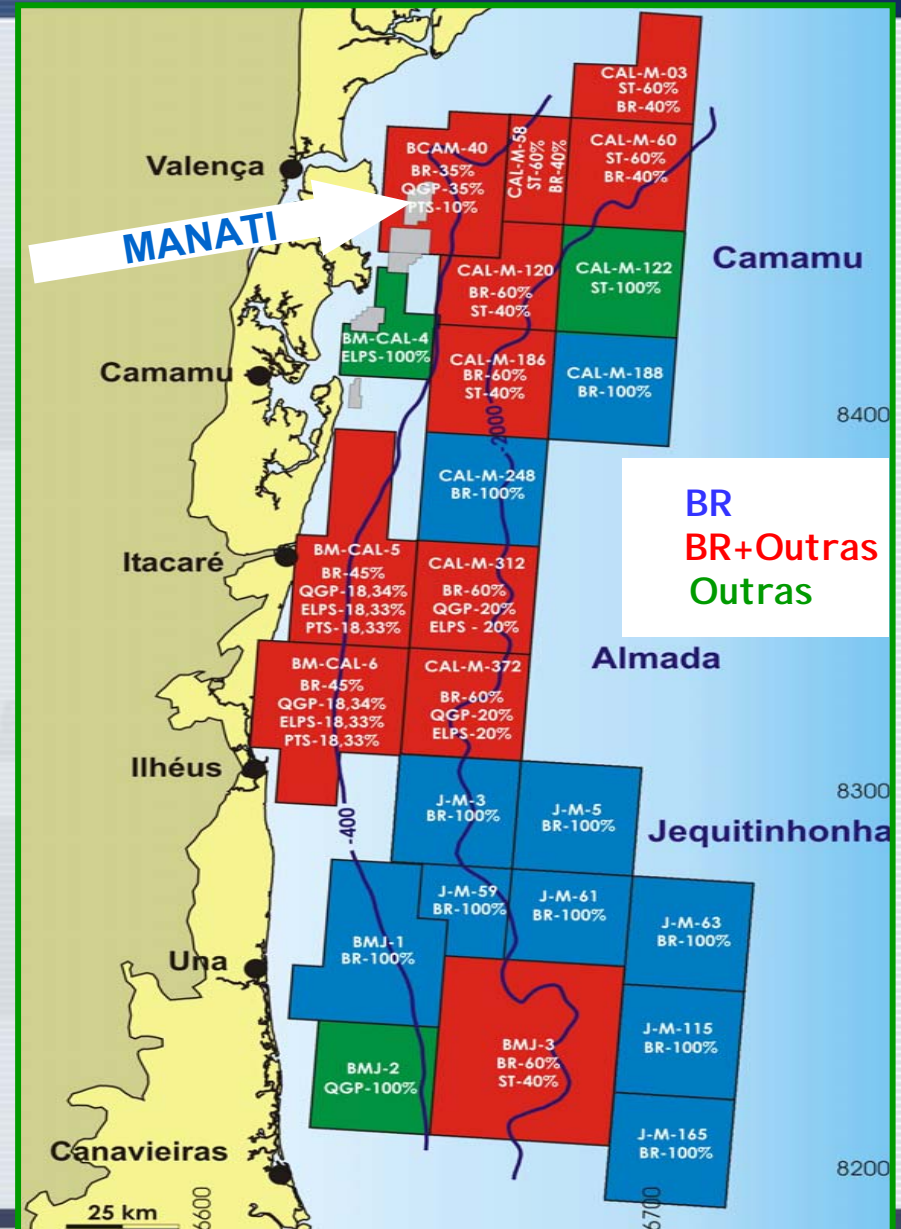 CAL-M-03
ST-60%
BR-40%
CAL-M-58
ST-60%
BR-40%
CAL-M-60
ST-60%
BR-40%
BCAM-40
BR-35%
QGP-35%
PTS-10%
Valença
MANATI
Camamu
CAL-M-120
BR-60%
ST-40%
CAL-M-122
ST-100%
BM-CAL-4
ELPS-100%
Camamu
CAL-M-186
BR-60%
ST-40%
CAL-M-188
BR-100%
-2000
8400
CAL-M-248
BR-100%
BR
BR+Outras
Outras
Itacaré
BM-CAL-5
BR-45%
QGP-18,34%
ELPS-18,33%
PTS-18,33%
CAL-M-312
BR-60%
QGP-20%
ELPS - 20%
Almada
BM-CAL-6
BR-45%
QGP-18,34%
ELPS-18,33%
PTS-18,33%
CAL-M-372
BR-60%
QGP-20%
ELPS-20%
Ilhéus
-400
J-M-3
BR-100%
J-M-5
BR-100%
8300
Jequitinhonha
J-M-59
BR-100%
J-M-61
BR-100%
J-M-63
BR-100%
Una
BMJ-1
BR-100%
J-M-115
BR-100%
BMJ-3
BR-60%
ST-40%
BMJ-2
QGP-100%
Canavieiras
J-M-165
BR-100%
8200
25 km
6600
6700